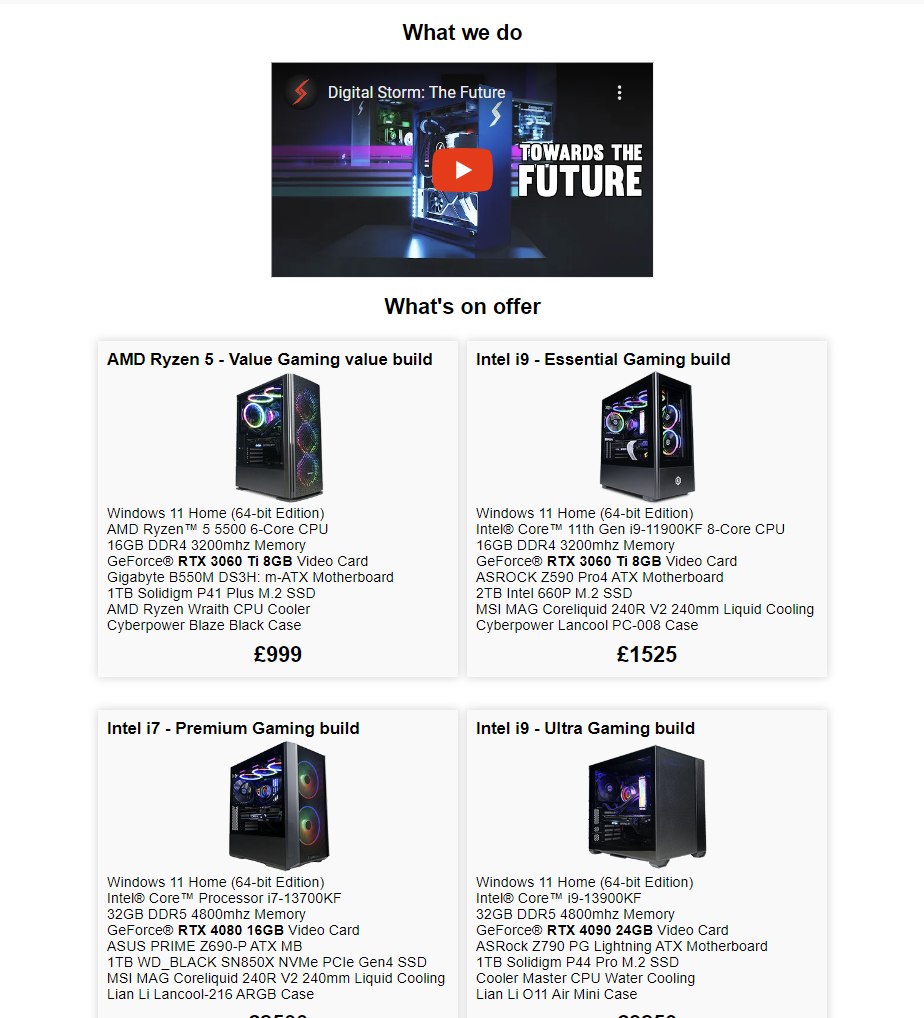 What we do
Digital Storm: The Future
TOWARDS THE
FUTURE
What's on offer
AMD Ryzen 5 - Value Gaming value build
Windows 11 Home (64-bit Edition)
AMD Ryzen™ 5 5500 6-Core CPU
16GB DDR4 3200mhz Memory
GeForce® RTX 3060 Ti 8GB Video Card
Gigabyte B550M DS3H: m-ATX Motherboard
1TB Solidigm P41 Plus M.2 SSD
AMD Ryzen Wraith CPU Cooler
Cyberpower Blaze Black Case
£999
Intel i9 - Essential Gaming build
Windows 11 Home (64-bit Edition)
Intel® Core™ 11th Gen i9-11900KF 8-Core CPU
16GB DDR4 3200mhz Memory
GeForce® RTX 3060 Ti 8GB Video Card
ASROCK Z590 Pro4 ATX Motherboard
2TB Intel 660P M.2 SSD
MSI MAG Coreliquid 240R V2 240mm Liquid Cooling
Cyberpower Lancool PC-008 Case
£1525
Intel i7 - Premium Gaming build
Windows 11 Home (64-bit Edition)
Intel® Core™ Processor i7-13700KF
32GB DDR5 4800mhz Memory
GeForce® RTX 4080 16GB Video Card
ASUS PRIME Z690-P ATX MB
1TB WD_BLACK SN850X NVMe PCIe Gen4 SSD
MSI MAG Coreliquid 240R V2 240mm Liquid Cooling
Lian Li Lancool-216 ARGB Case
Intel i9 - Ultra Gaming build
Windows 11 Home (64-bit Edition)
Intel® Core™ i9-13900KF
32GB DDR5 4800mhz Memory
GeForce® RTX 4090 24GB Video Card
ASRock Z790 PG Lightning ATX Motherboard
1TB Solidigm P44 Pro M.2 SSD
Cooler Master CPU Water Cooling
Lian Li O11 Air Mini Case